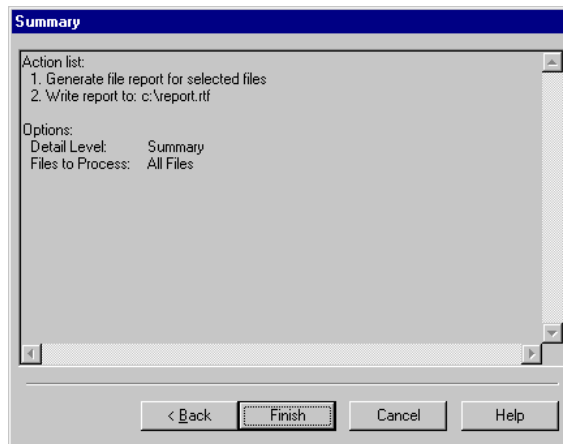 Summary
Action list:
1. Generate file report for selected files
2. Write report to: c:\report.rtf
Options:
Detail Level: Summary
Files to Process: All Files
< Back Finish Cancel Help